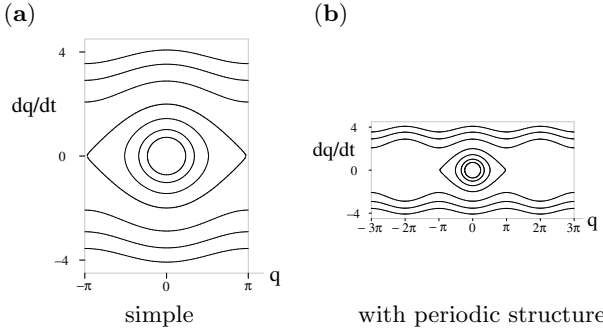 (a)
4
dq/dt
0
−4
−π 0 π q
simple
(b)
4
dq/dt
0
−4
−3π −2π −π 0 π 2π 3π q
with periodic structure